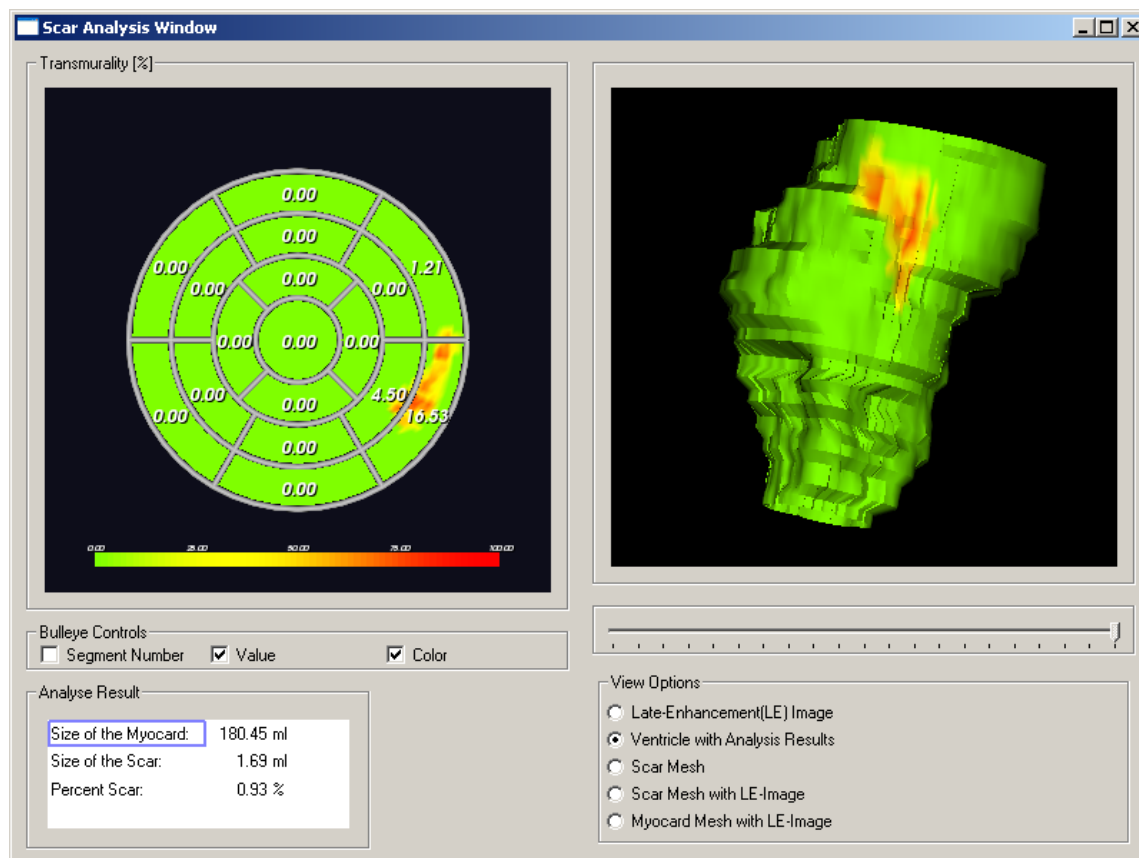 Scar Analysis Window
Transmurality [%]
0.00
0.00
0.00 0.00 1.21
0.00 0.00
0.00 0.00 0.00
0.00 4.50
0.00 0.00 16.53
0.00
0.00
0.00 25.00 50.00 75.00 100.00
Bulleye Controls
Segment Number Value Color
Analyse Result
Size of the Myocard: 180.45 ml
Size of the Scar: 1.69 ml
Percent Scar: 0.93 %
View Options
Late-Enhancement(LE) Image
Ventricle with Analysis Results
Scar Mesh
Scar Mesh with LE-Image
Myocard Mesh with LE-Image